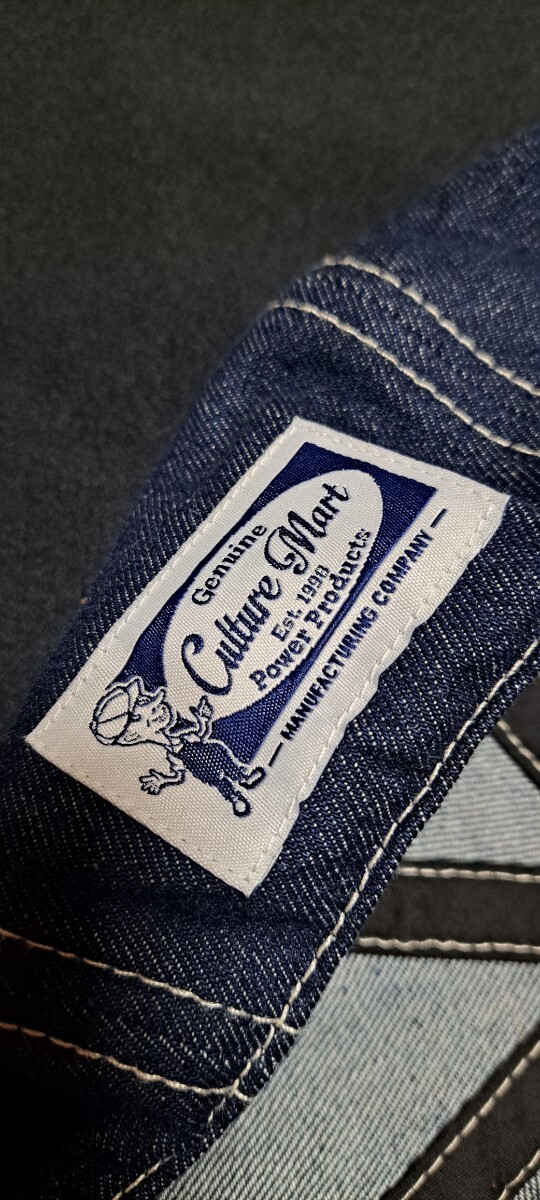 Genuine
Culture Mart
Est. 1998
Power Products
— MANUFACTURING COMPANY —